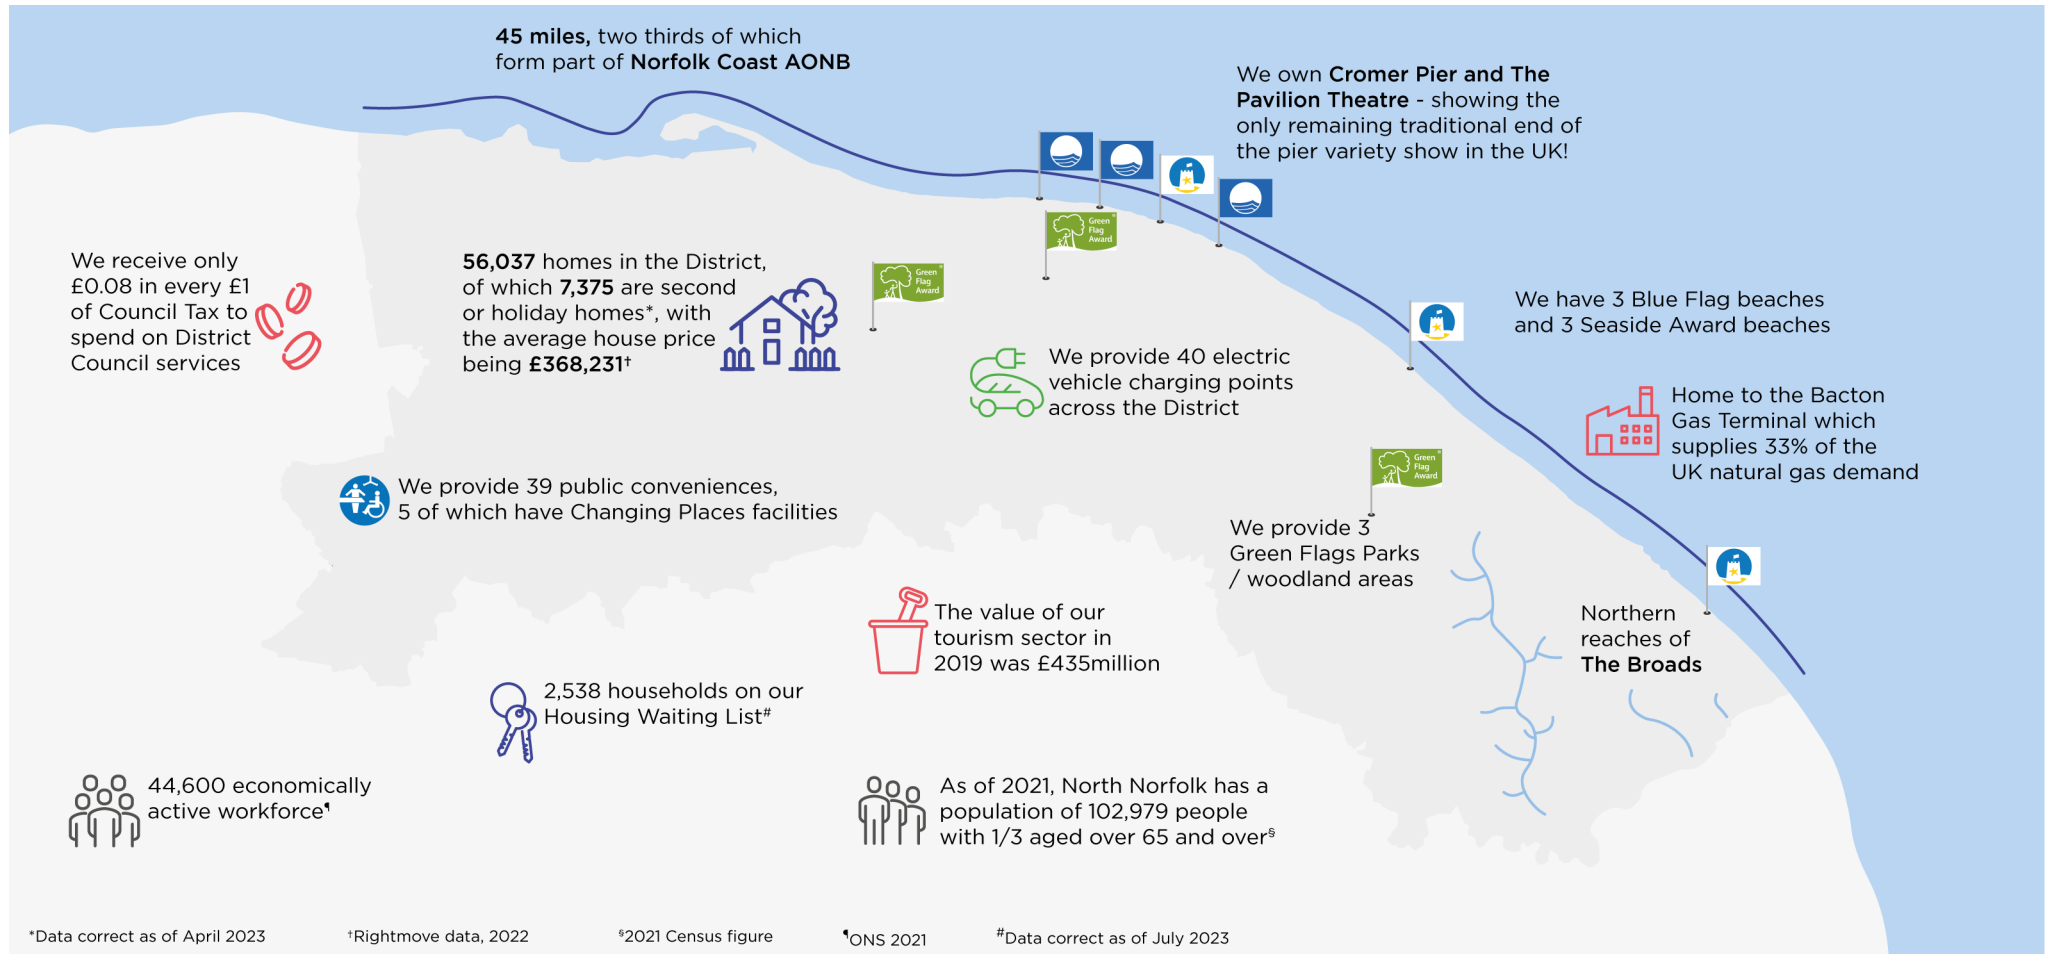 45 miles, two thirds of which
form part of Norfolk Coast AONB
We own Cromer Pier and The
Pavilion Theatre - showing the
only remaining traditional end of
the pier variety show in the UK!
Green
Flag
Award
Green
Flag
Award
We receive only
£0.08 in every £1
of Council Tax to
spend on District
Council services
56,037 homes in the District,
of which 7,375 are second
or holiday homes*, with
the average house price
being £368,231†
We have 3 Blue Flag beaches
and 3 Seaside Award beaches
We provide 40 electric
vehicle charging points
across the District
Home to the Bacton
Gas Terminal which
supplies 33% of the
UK natural gas demand
Green
Flag
Award
We provide 39 public conveniences,
5 of which have Changing Places facilities
We provide 3
Green Flags Parks
/ woodland areas
The value of our
tourism sector in
2019 was £435million
Northern
reaches of
The Broads
2,538 households on our
Housing Waiting List#
44,600 economically
active workforce¶
As of 2021, North Norfolk has a
population of 102,979 people
with 1/3 aged over 65 and over§
*Data correct as of April 2023
†Rightmove data, 2022
§2021 Census figure
¶ONS 2021
#Data correct as of July 2023